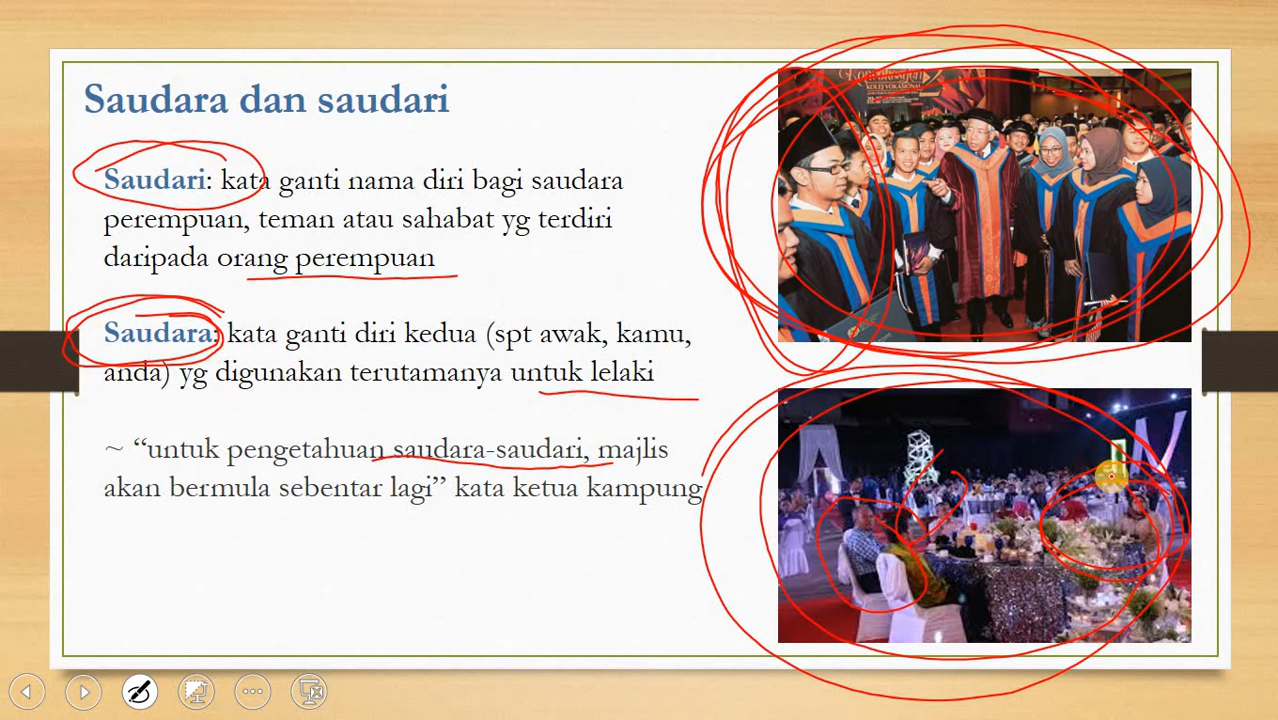 Saudara dan saudari
Saudari: kata ganti nama diri bagi saudara
perempuan, teman atau sahabat yg terdiri
daripada orang perempuan
Saudara: kata ganti diri kedua (spt awak, kamu,
anda) yg digunakan terutamanya untuk lelaki
~ “untuk pengetahuan saudara-saudari, majlis
akan bermula sebentar lagi” kata ketua kampung
KOLEJ VOKASIONAL